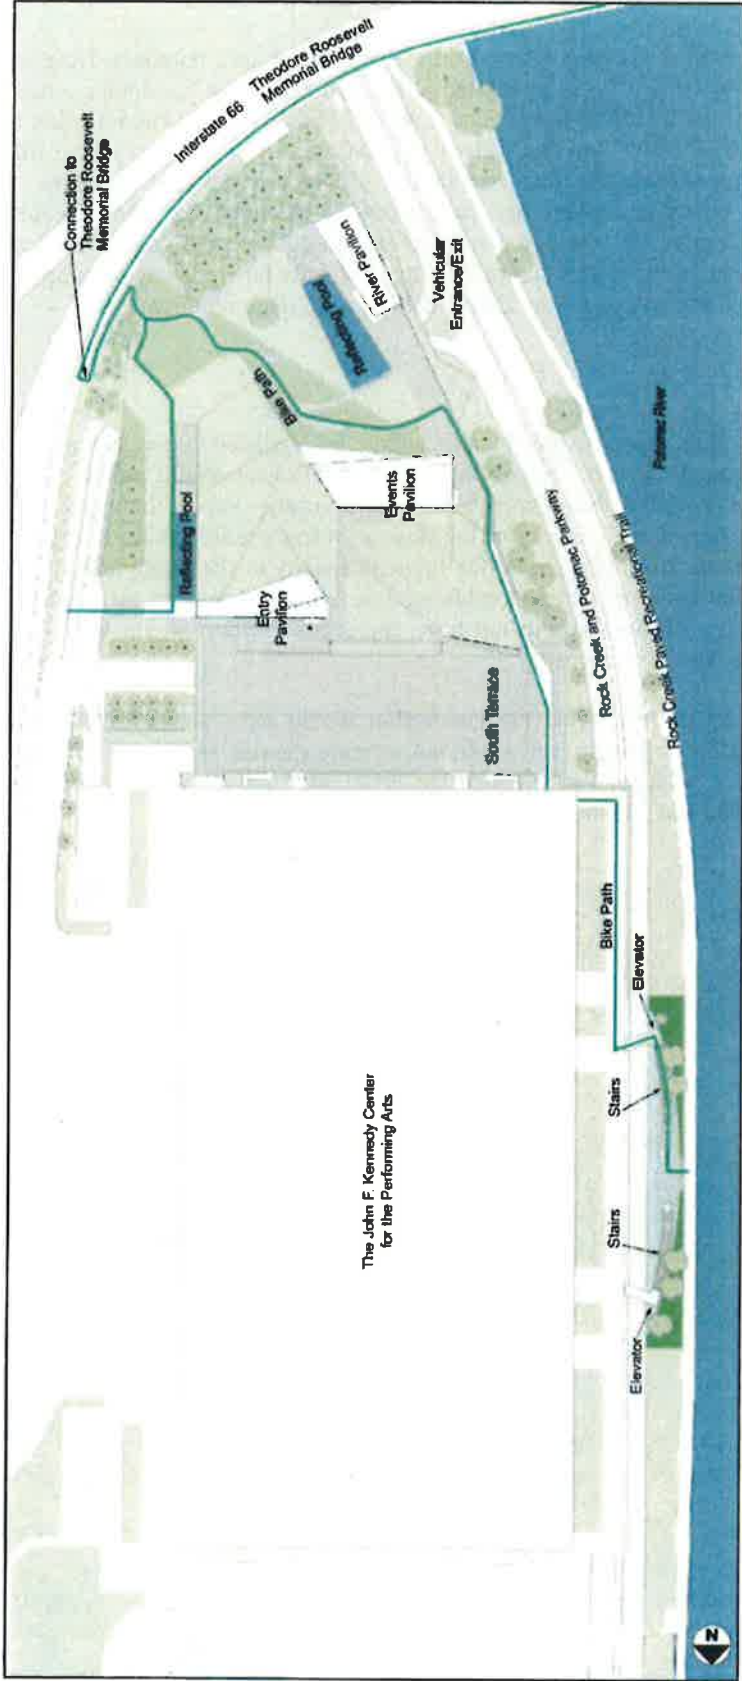 Connection to
Theodore Roosevelt
Memorial Bridge
Interstate 66
Theodore Roosevelt
Memorial Bridge
Reflecting Pool
Bike Path
Reflecting Pool
River Pavilion
Vehicular
Entrance/Exit
Entry
Pavilion
Events
Pavilion
South Terrace
Rock Creek and Potomac Parkway
Rock Creek Paved Recreational Trail
Potomac River
The John F. Kennedy Center
for the Performing Arts
Bike Path
Elevator
Stairs
Stairs
Elevator
N